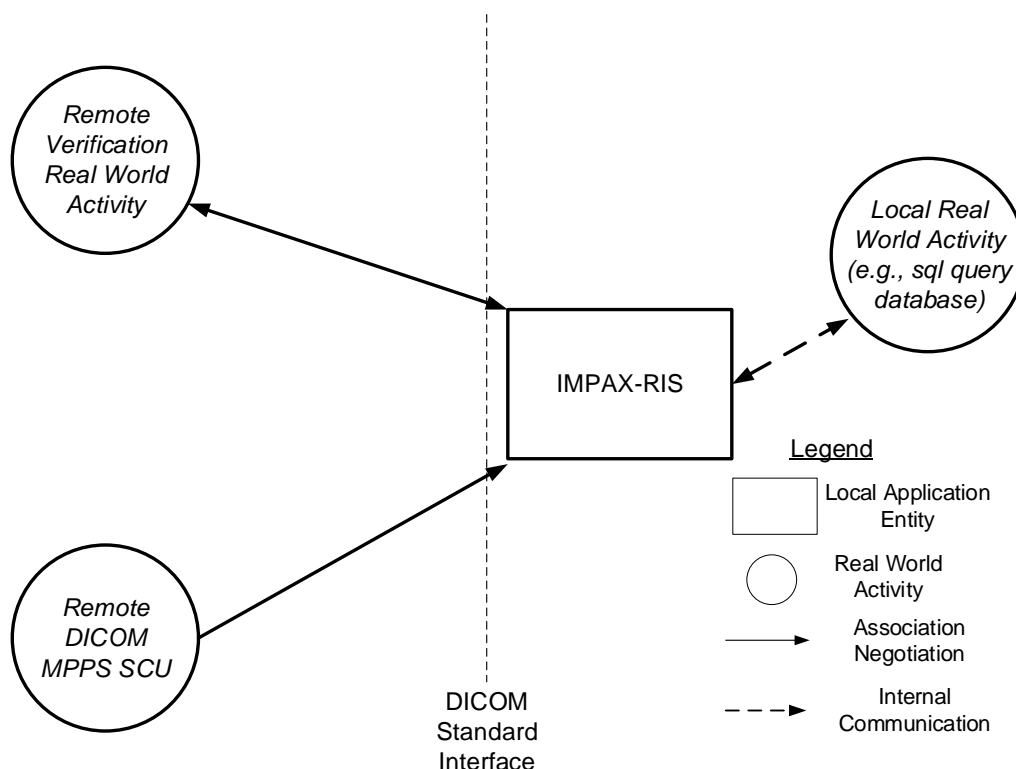 Remote
Verification
Real World
Activity
Local Real
World Activity
(e.g., sql query
database)
IMPAX-RIS
Remote
DICOM
MPPS SCU
DICOM
Standard
Interface
Legend
Local Application
Entity
Real World
Activity
Association
Negotiation
Internal
Communication